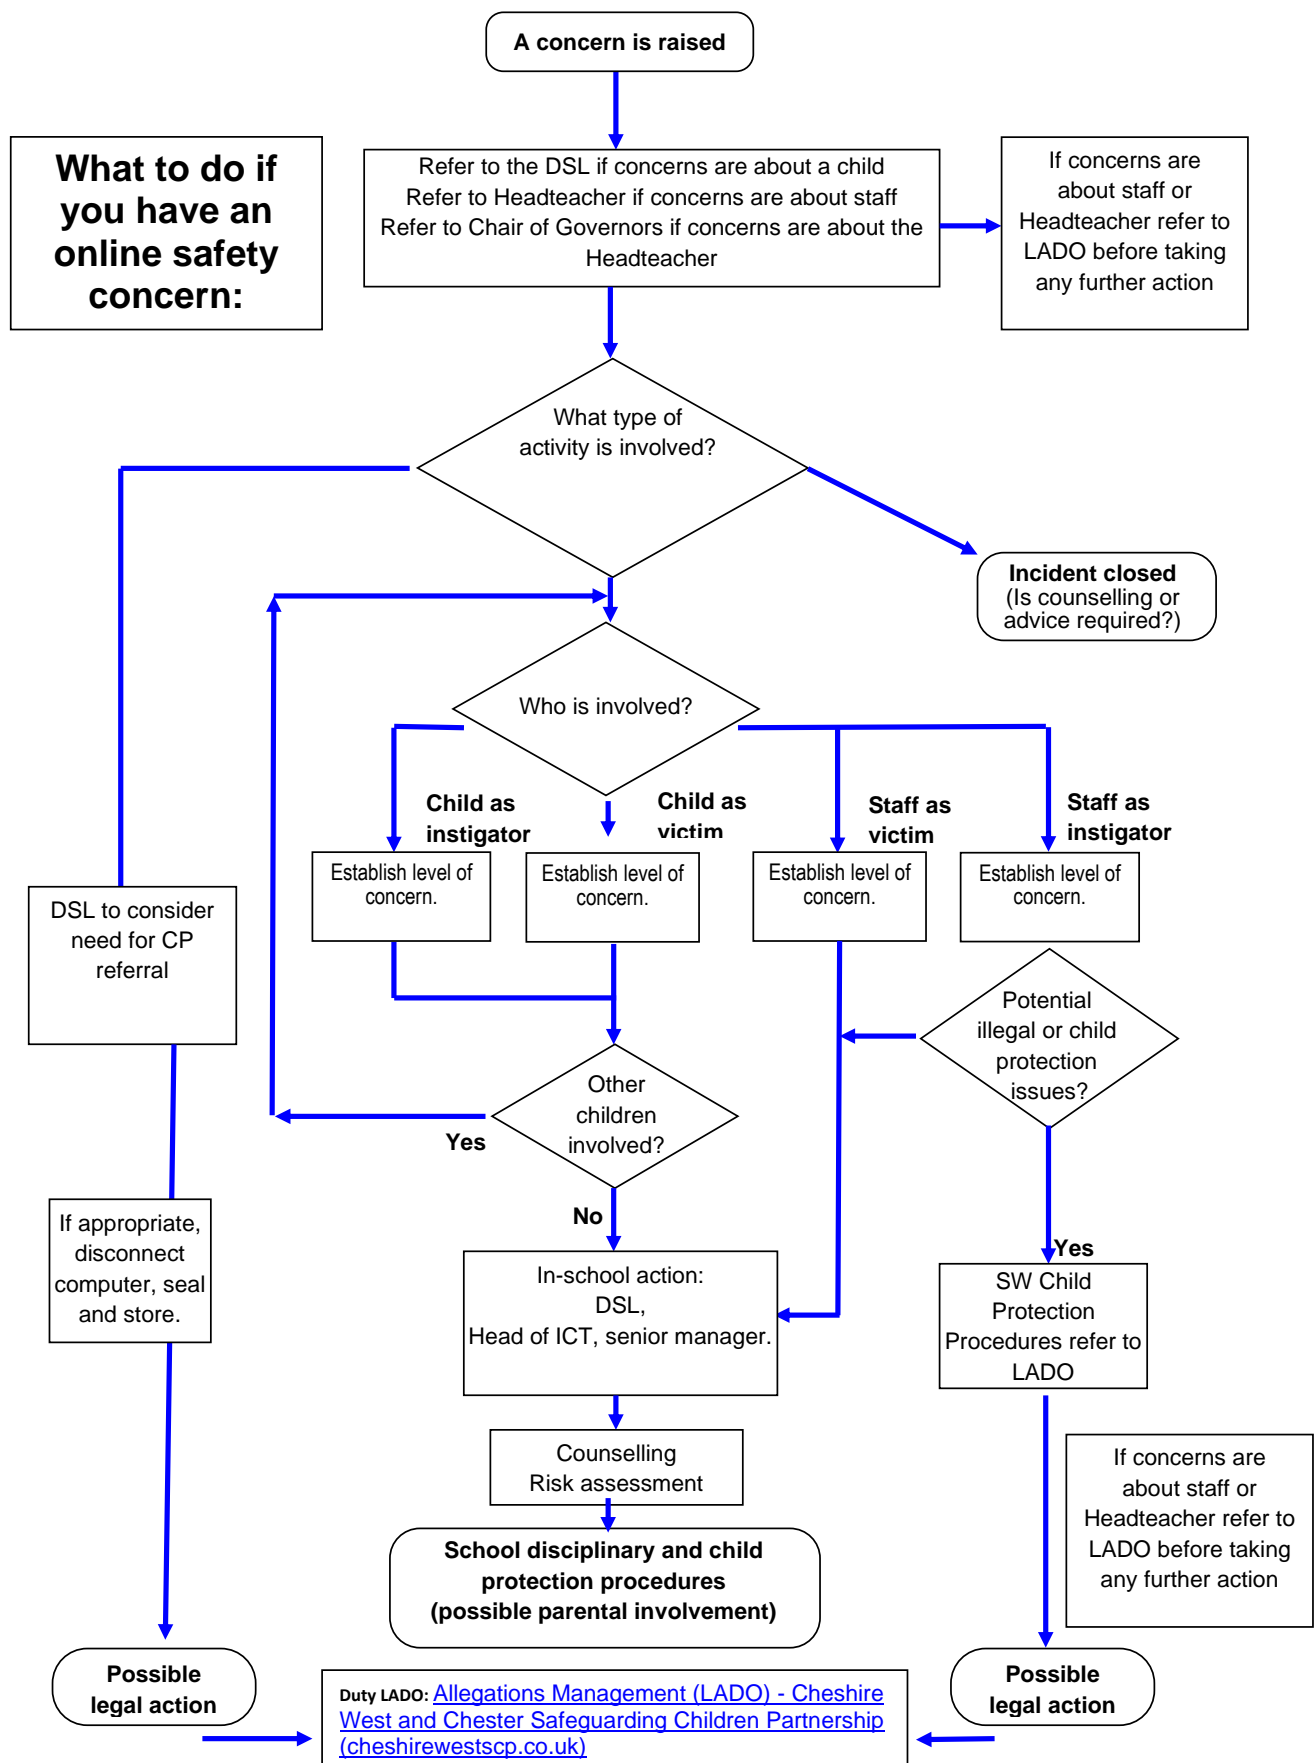 A concern is raised
What to do if
you have an
online safety
concern:
Refer to the DSL if concerns are about a child
Refer to Headteacher if concerns are about staff
Refer to Chair of Governors if concerns are about the
Headteacher
If concerns are
about staff or
Headteacher refer to
LADO before taking
any further action
What type of
activity is involved?
Incident closed
(Is counselling or
advice required?)
Who is involved?
Child as
instigator
Child as
victim
Staff as
victim
Staff as
instigator
Establish level of
concern.
Establish level of
concern.
Establish level of
concern.
Establish level of
concern.
DSL to consider
need for CP
referral
Potential
illegal or child
protection
issues?
Other
children
involved?
Yes
No
If appropriate,
disconnect
computer, seal
and store.
In-school action:
DSL,
Head of ICT, senior manager.
Yes
SW Child
Protection
Procedures refer to
LADO
Counselling
Risk assessment
If concerns are
about staff or
Headteacher refer to
LADO before taking
any further action
School disciplinary and child
protection procedures
(possible parental involvement)
Possible
legal action
Duty LADO: Allegations Management (LADO) - Cheshire
West and Chester Safeguarding Children Partnership
(cheshirewestscp.co.uk)
Possible
legal action